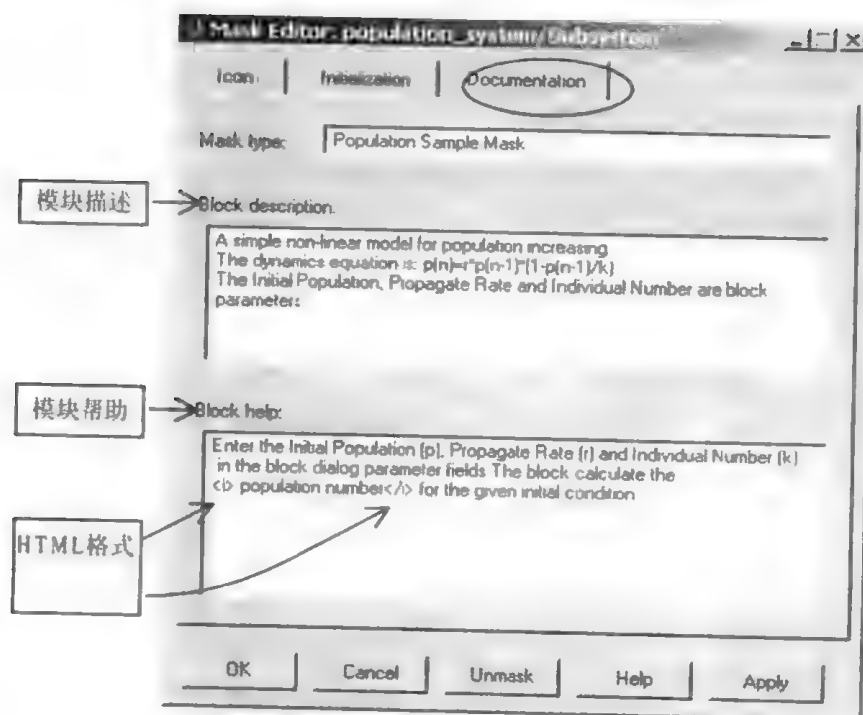 Mask Editor: population_system/Subsystem
Icon
Initialization
Documentation
Mask type:
Population Sample Mask
模块描述
Block description:
A simple non-linear model for population increasing
The dynamics equation is: p(n)=r*p(n-1)*(1-p(n-1)/k)
The Initial Population, Propagate Rate and Individual Number are block
parameters
模块帮助
Block help:
Enter the Initial Population (p), Propagate Rate (r) and Individual Number (k)
in the block dialog parameter fields The block calculate the
<i> population number</i> for the given initial condition
HTML格式
OK
Cancel
Unmask
Help
Apply